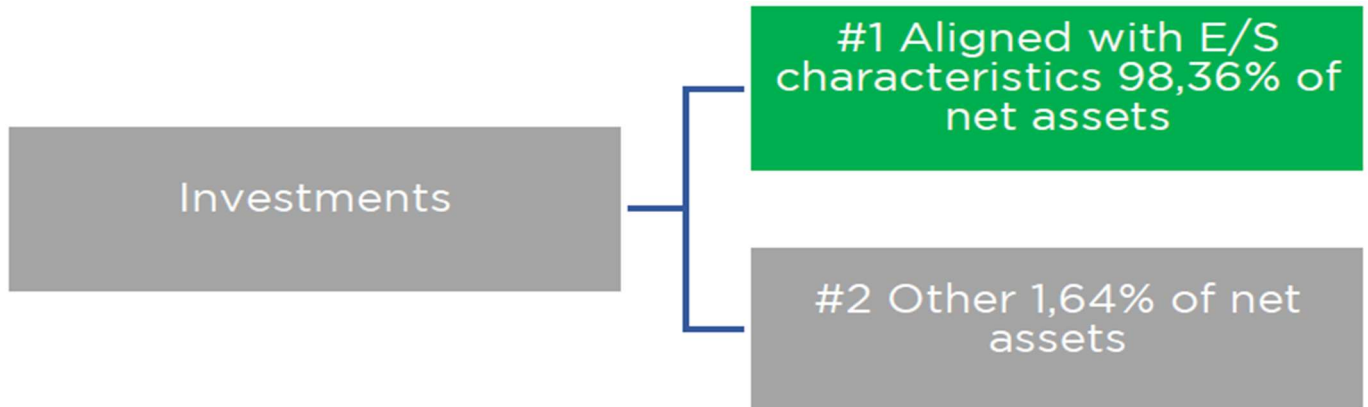 Investments
#1 Aligned with E/S
characteristics 98,36% of
net assets
#2 Other 1,64% of net
assets